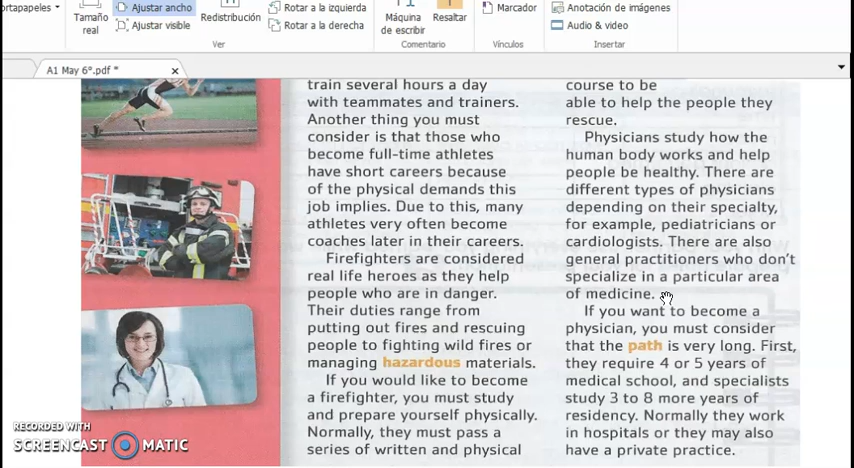 ortapapeles
Tamaño
real
Ajustar ancho
Ajustar visible
Redistribución
Rotar a la izquierda
Rotar a la derecha
Ver
Máquina
de escribir
Resaltar
Comentario
Marcador
Vínculos
Anotación de imágenes
Audio & video
Insertar
A1 May 6º.pdf *
train several hours a day
with teammates and trainers.
Another thing you must
consider is that those who
become full-time athletes
have short careers because
of the physical demands this
job implies. Due to this, many
athletes very often become
coaches later in their careers.
Firefighters are considered
real life heroes as they help
people who are in danger.
Their duties range from
putting out fires and rescuing
people to fighting wild fires or
managing hazardous materials.
If you would like to become
a firefighter, you must study
and prepare yourself physically.
Normally, they must pass a
series of written and physical
course to be
able to help the people they
rescue.
Physicians study how the
human body works and help
people be healthy. There are
different types of physicians
depending on their specialty,
for example, pediatricians or
cardiologists. There are also
general practitioners who don't
specialize in a particular area
of medicine.
If you want to become a
physician, you must consider
that the path is very long. First,
they require 4 or 5 years of
medical school, and specialists
study 3 to 8 more years of
residency. Normally they work
in hospitals or they may also
have a private practice.
RECORDED WITH
SCREENCAST MATIC